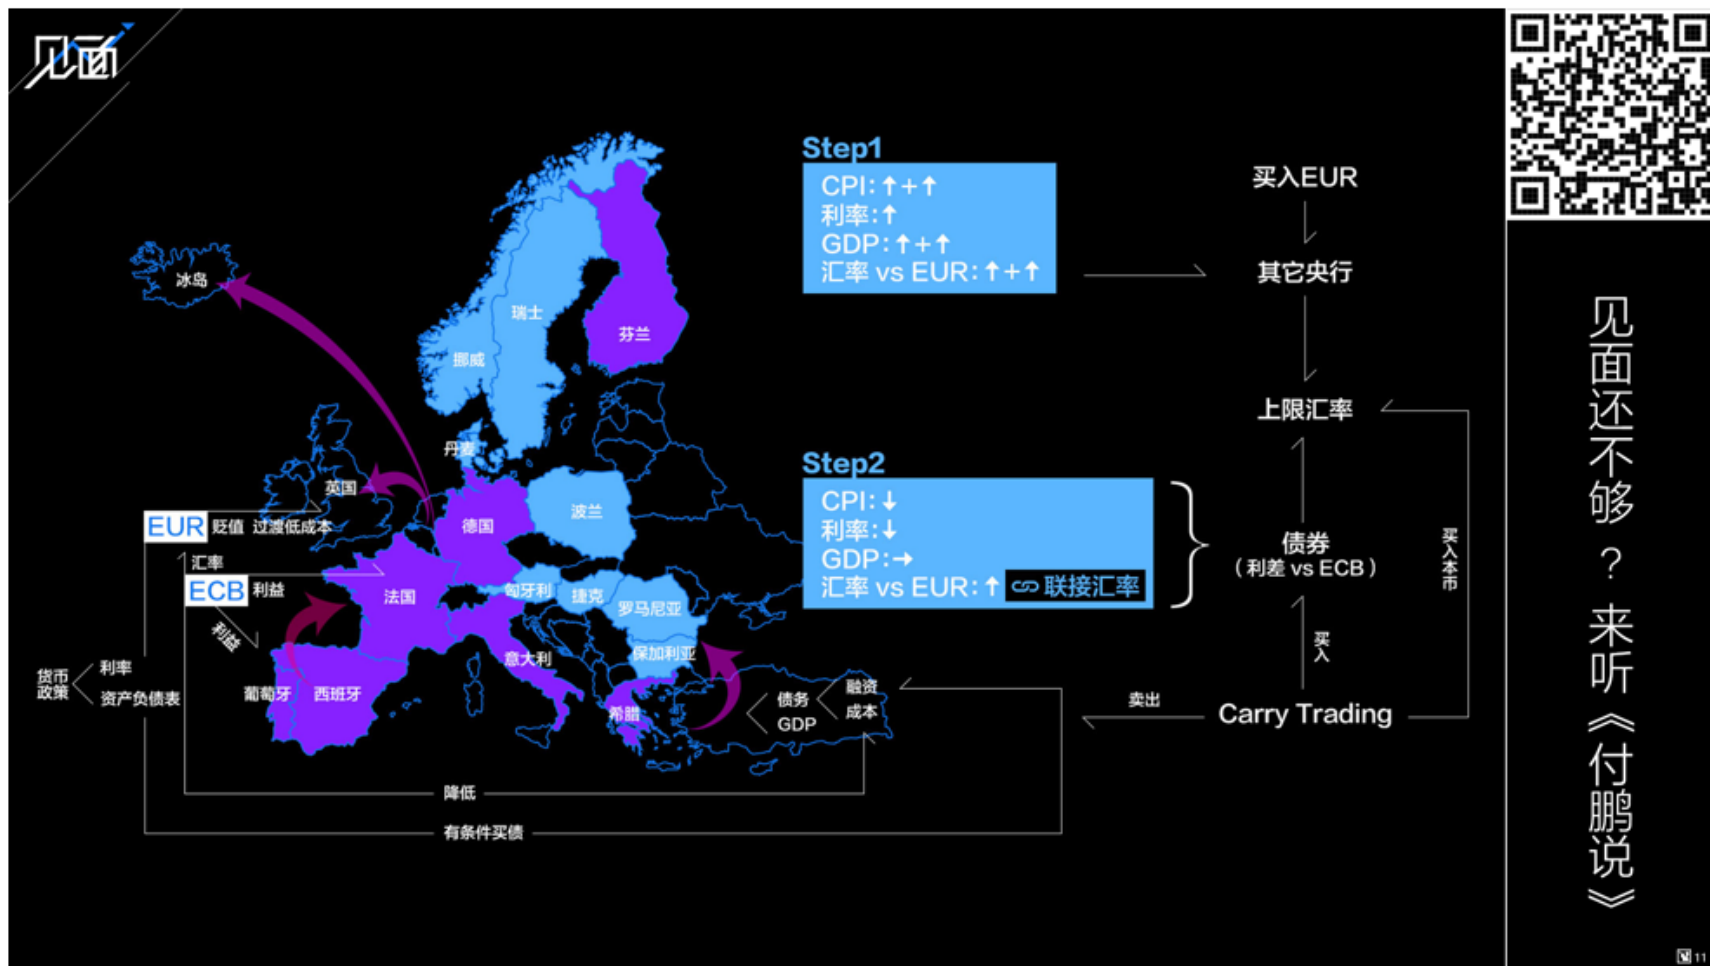 见面
冰岛
瑞士
挪威
芬兰
丹麦
英国
德国
波兰
EUR
贬值 过渡低成本
汇率
ECB
利益
利益
法国
匈牙利
捷克
罗马尼亚
保加利亚
意大利
葡萄牙
西班牙
希腊
货币
政策
利率
资产负债表
债务
GDP
融资
成本
降低
有条件买债
Step1
CPI:↑+↑
利率:↑
GDP:↑+↑
汇率 vs EUR:↑+↑
Step2
CPI:↓
利率:↓
GDP:→
汇率 vs EUR:↑ 联接汇率
买入EUR
其它央行
上限汇率
债券
(利差 vs ECB)
买入
买入本币
卖出
Carry Trading
见面还不够?来听《付鹏说》
11